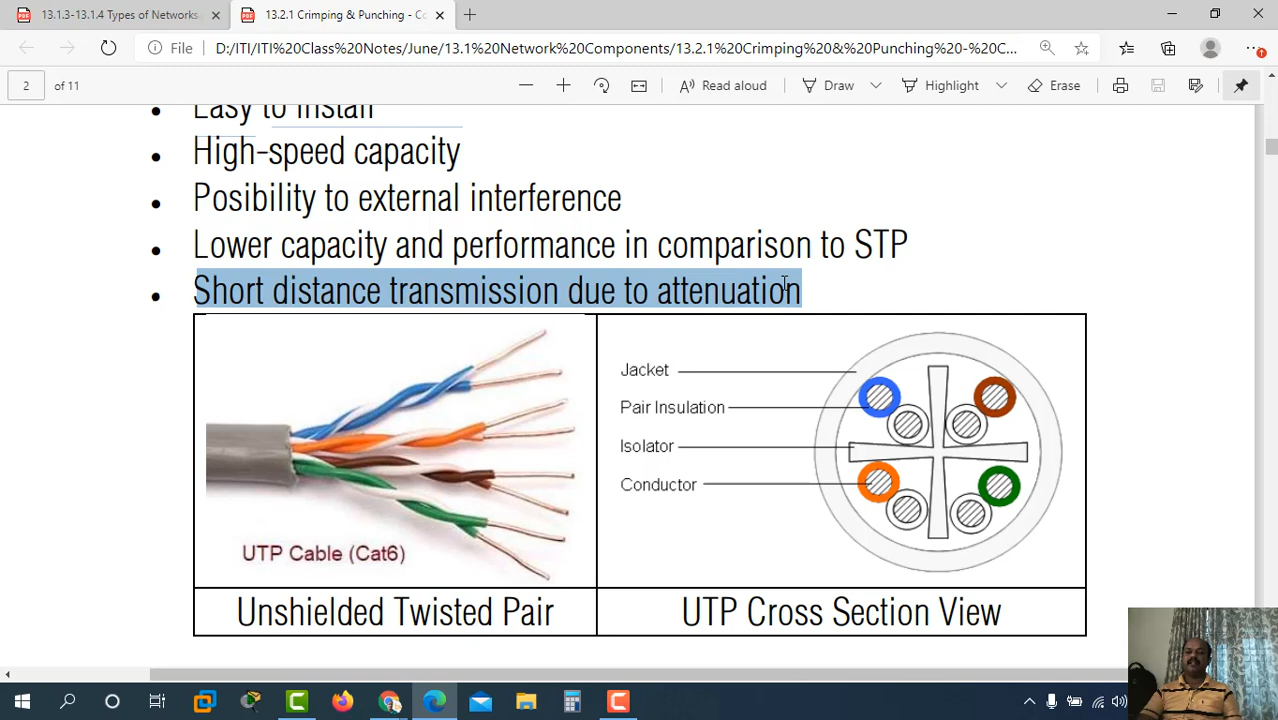 13.1.3-13.1.4 Types of Networks
13.2.1 Crimping & Punching - Co
File
D:/ITI/ITI%20Class%20Notes/June/13.1%20Network%20Components/13.2.1%20Crimping%20&%20Punching%20-%20C...
2 of 11
Read aloud
Draw
Highlight
Erase
Easy to install
High-speed capacity
Posibility to external interference
Lower capacity and performance in comparison to STP
Short distance transmission due to attenuation
Jacket
Pair Insulation
Isolator
Conductor
UTP Cable (Cat6)
Unshielded Twisted Pair
UTP Cross Section View